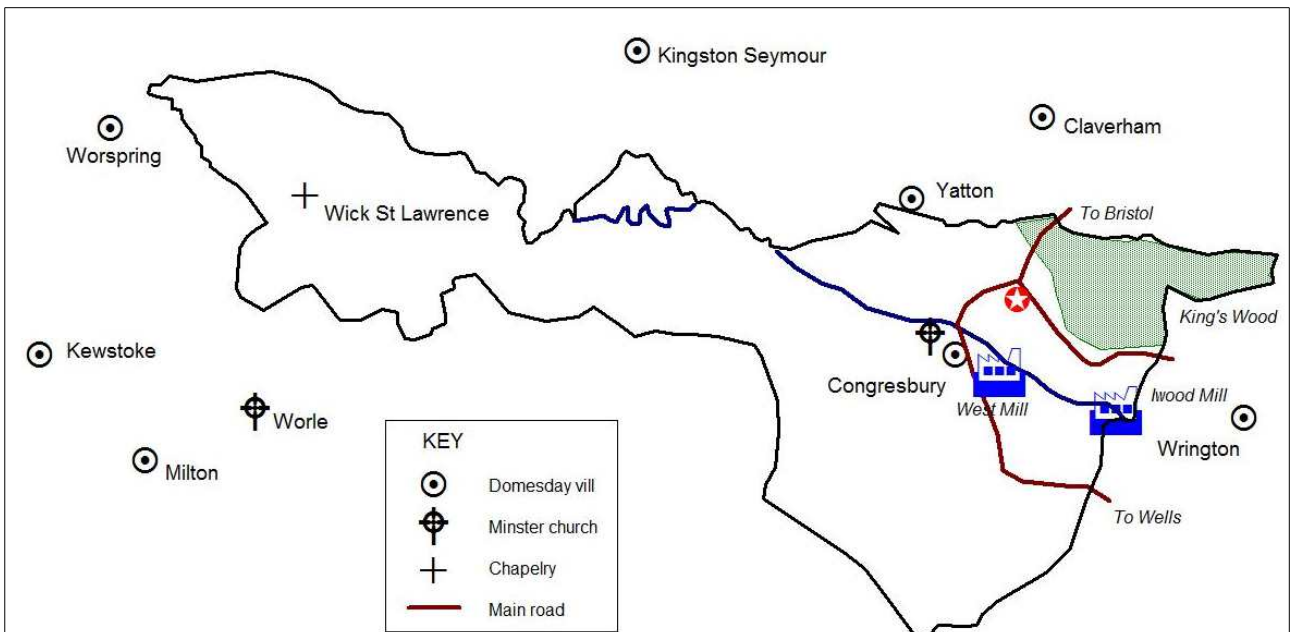 Kingston Seymour
Claverham
Worspring
Yatton
Wick St Lawrence
To Bristol
King's Wood
Kewstoke
Congresbury
West Mill
Iwood Mill
Worle
Wrington
Milton
To Wells
KEY
Domesday vill
Minster church
Chapelry
Main road